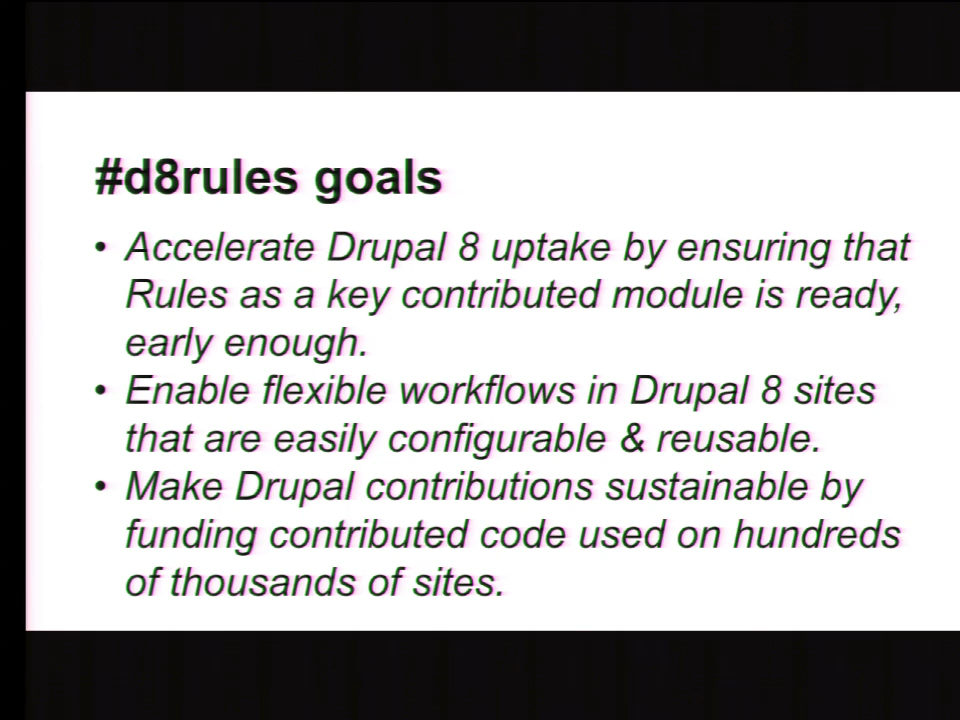 #d8rules goals
• Accelerate Drupal 8 uptake by ensuring that
Rules as a key contributed module is ready,
early enough.
• Enable flexible workflows in Drupal 8 sites
that are easily configurable & reusable.
• Make Drupal contributions sustainable by
funding contributed code used on hundreds
of thousands of sites.